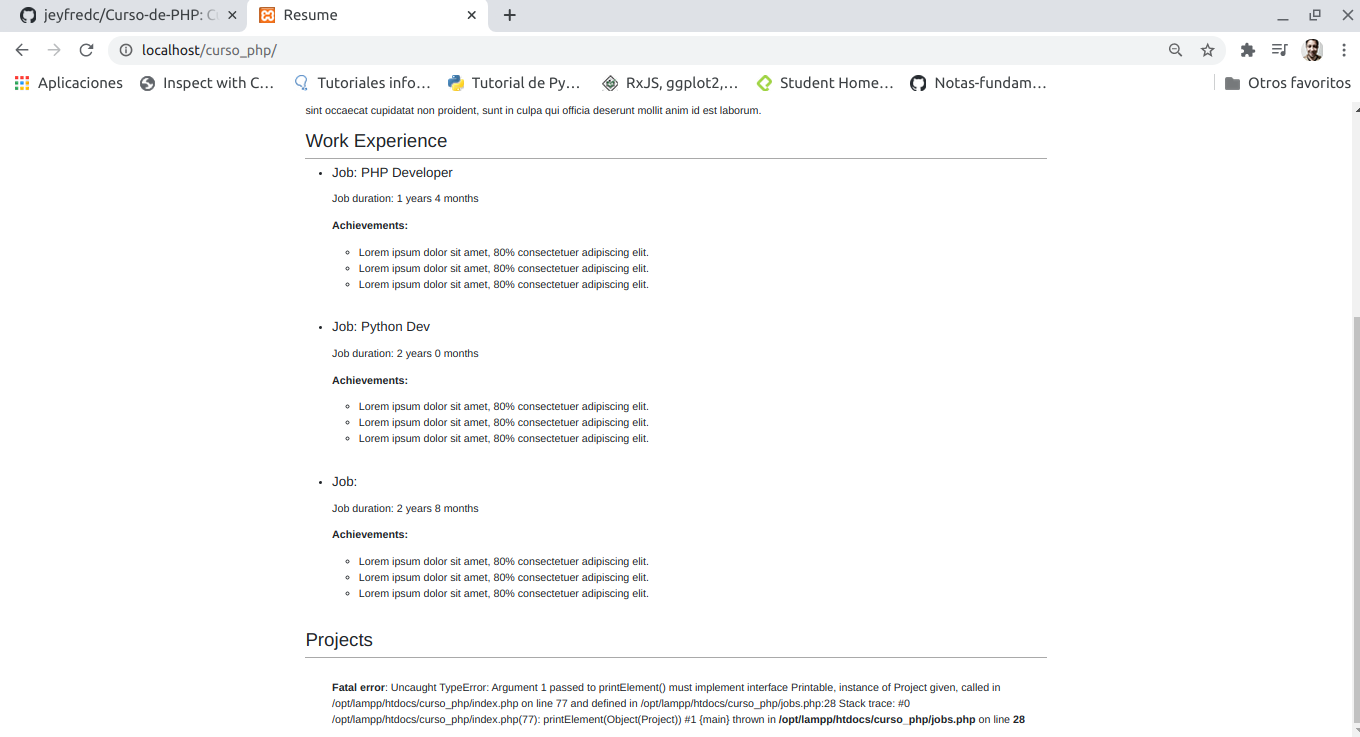 jeyfredc/Curso-de-PHP: Cu
Resume
localhost/curso_php/
Aplicaciones
Inspect with C...
Tutoriales info...
Tutorial de Py...
RxJS, ggplot2,...
Student Home...
Notas-fundam...
Otros favoritos
sint occaecat cupidatat non proident, sunt in culpa qui officia deserunt mollit anim id est laborum.
Work Experience
Job: PHP Developer
Job duration: 1 years 4 months
Achievements:
Lorem ipsum dolor sit amet, 80% consectetuer adipiscing elit.
Lorem ipsum dolor sit amet, 80% consectetuer adipiscing elit.
Lorem ipsum dolor sit amet, 80% consectetuer adipiscing elit.
Job: Python Dev
Job duration: 2 years 0 months
Achievements:
Lorem ipsum dolor sit amet, 80% consectetuer adipiscing elit.
Lorem ipsum dolor sit amet, 80% consectetuer adipiscing elit.
Lorem ipsum dolor sit amet, 80% consectetuer adipiscing elit.
Job:
Job duration: 2 years 8 months
Achievements:
Lorem ipsum dolor sit amet, 80% consectetuer adipiscing elit.
Lorem ipsum dolor sit amet, 80% consectetuer adipiscing elit.
Lorem ipsum dolor sit amet, 80% consectetuer adipiscing elit.
Projects
Fatal error: Uncaught TypeError: Argument 1 passed to printElement() must implement interface Printable, instance of Project given, called in
/opt/lampp/htdocs/curso_php/index.php on line 77 and defined in /opt/lampp/htdocs/curso_php/jobs.php:28 Stack trace: #0
/opt/lampp/htdocs/curso_php/index.php(77): printElement(Object(Project)) #1 {main} thrown in /opt/lampp/htdocs/curso_php/jobs.php on line 28